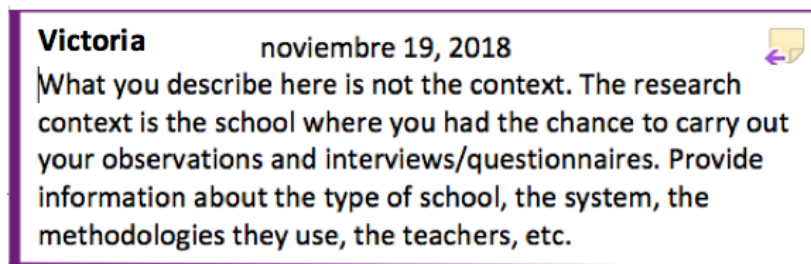 Victoria noviembre 19, 2018
What you describe here is not the context. The research
context is the school where you had the chance to carry out
your observations and interviews/questionnaires. Provide
information about the type of school, the system, the
methodologies they use, the teachers, etc.